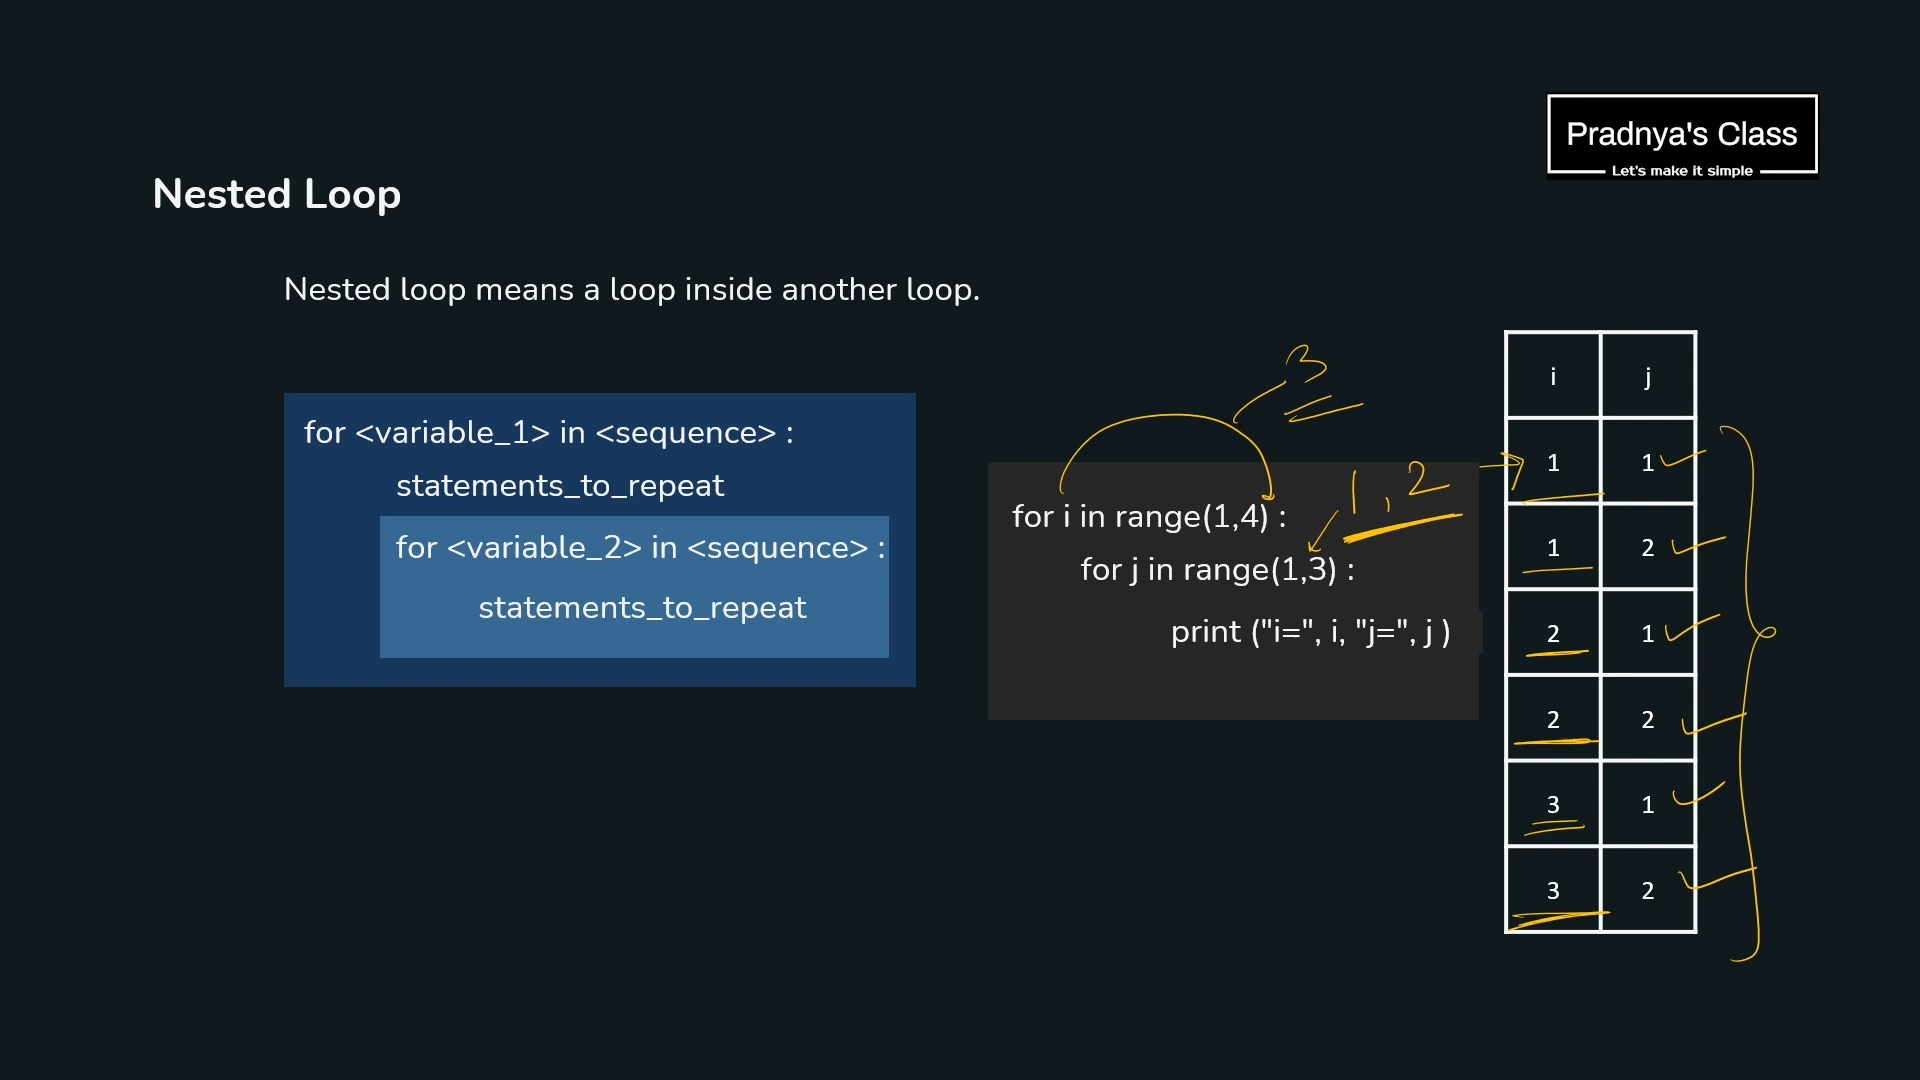 Pradnya's Class
Let's make it simple
Nested Loop
Nested loop means a loop inside another loop.
for <variable_1> in <sequence> :
statements_to_repeat
for <variable_2> in <sequence> :
statements_to_repeat
3
1, 2
for i in range(1,4) :
for j in range(1,3) :
print ("i=", i, "j=", j )
i j
1 1
1 2
2 1
2 2
3 1
3 2